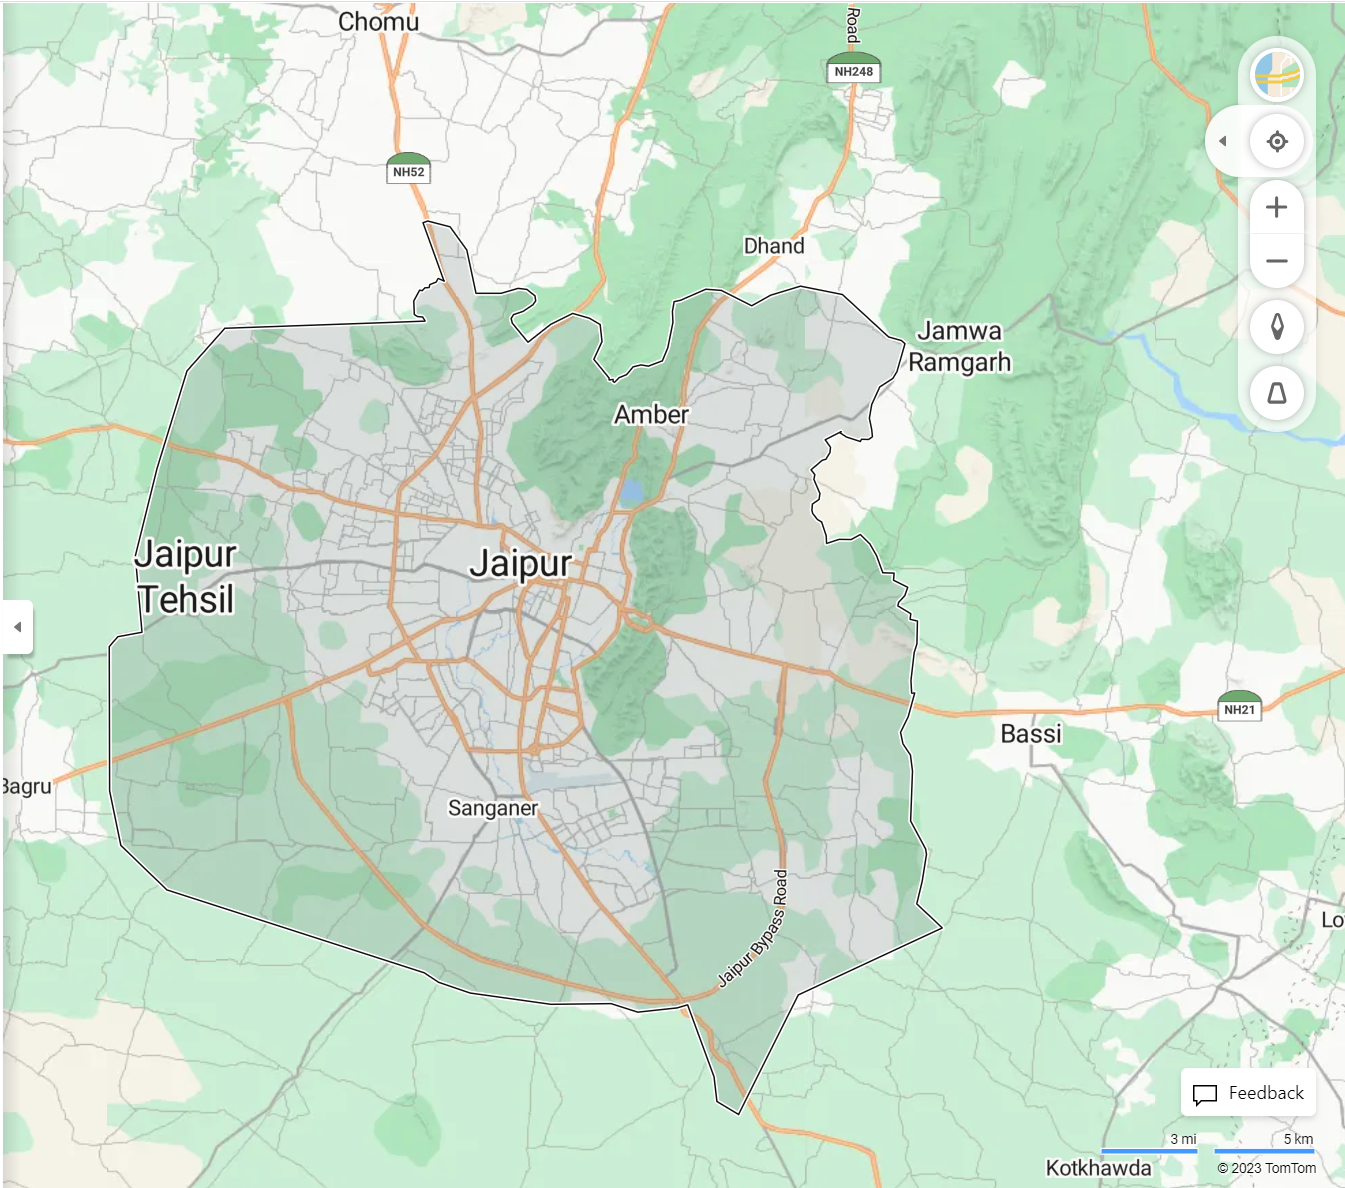 Chomu
Road
NH248
NH52
Dhand
Jamwa
Ramgarh
Amber
Jaipur
Tehsil
Jaipur
NH21
Bassi
Bagru
Sanganer
Jaipur Bypass Road
Lo
Feedback
3 mi
5 km
Kotkhawda
© 2023 TomTom